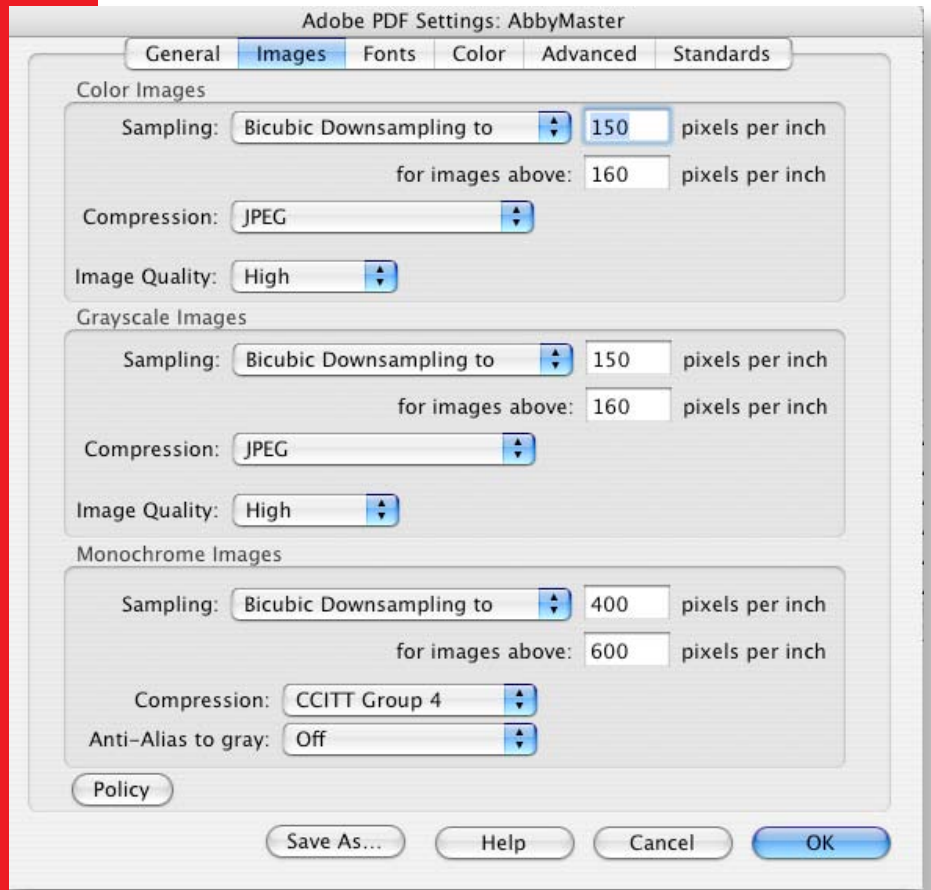 Adobe PDF Settings: AbbyMaster
General Images Fonts Color Advanced Standards
Color Images
Sampling: Bicubic Downsampling to 150 pixels per inch
for images above: 160 pixels per inch
Compression: JPEG
Image Quality: High
Grayscale Images
Sampling: Bicubic Downsampling to 150 pixels per inch
for images above: 160 pixels per inch
Compression: JPEG
Image Quality: High
Monochrome Images
Sampling: Bicubic Downsampling to 400 pixels per inch
for images above: 600 pixels per inch
Compression: CCITT Group 4
Anti-Alias to gray: Off
Policy
Save As... Help Cancel OK